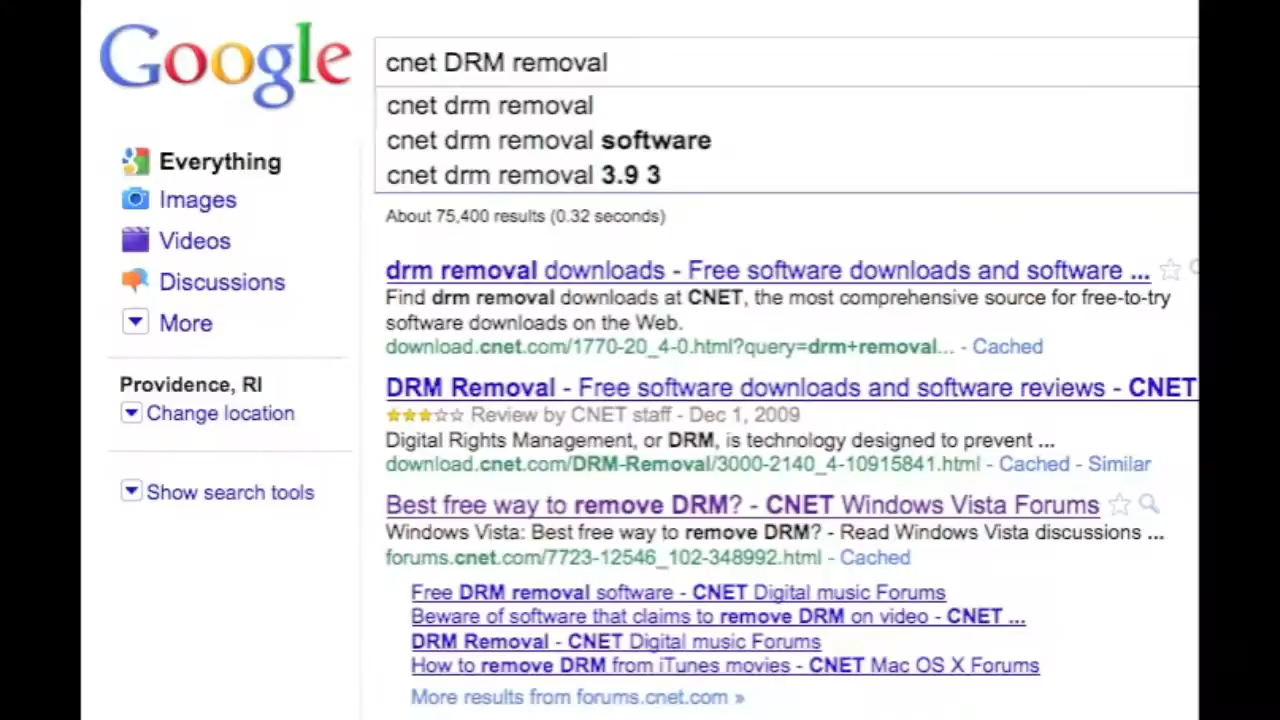 Google
cnet DRM removal
cnet drm removal
cnet drm removal software
cnet drm removal 3.9 3
Everything
Images
Videos
Discussions
More
Providence, RI
Change location
Show search tools
About 75,400 results (0.32 seconds)
drm removal downloads - Free software downloads and software ...
Find drm removal downloads at CNET, the most comprehensive source for free-to-try
software downloads on the Web.
download.cnet.com/1770-20_4-0.html?query=drm+removal... - Cached
DRM Removal - Free software downloads and software reviews - CNET
Review by CNET staff - Dec 1, 2009
Digital Rights Management, or DRM, is technology designed to prevent ...
download.cnet.com/DRM-Removal/3000-2140_4-10915841.html - Cached - Similar
Best free way to remove DRM? - CNET Windows Vista Forums
Windows Vista: Best free way to remove DRM? - Read Windows Vista discussions ...
forums.cnet.com/7723-12546_102-348992.html - Cached
Free DRM removal software - CNET Digital music Forums
Beware of software that claims to remove DRM on video - CNET ...
DRM Removal - CNET Digital music Forums
How to remove DRM from iTunes movies - CNET Mac OS X Forums
More results from forums.cnet.com »